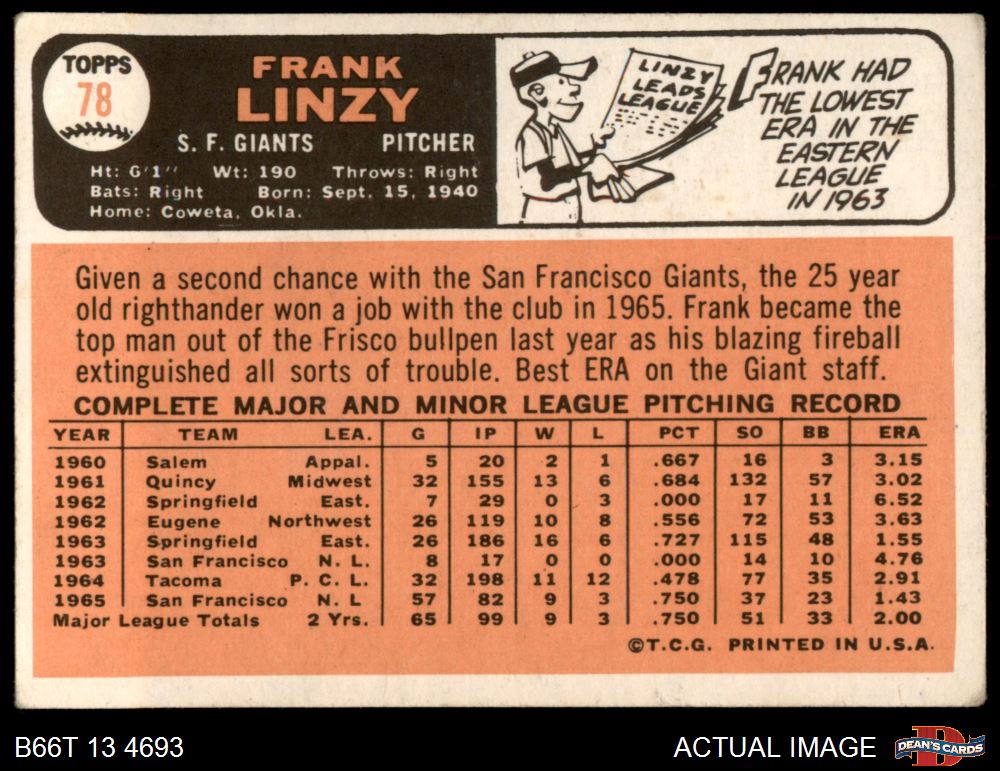 TOPPS
78
FRANK
LINZY
S. F. GIANTS PITCHER
Ht: 6'1" Wt: 190 Throws: Right
Bats: Right Born: Sept. 15, 1940
Home: Coweta, Okla.
LINZY
LEADS
LEAGUE
FRANK HAD
THE LOWEST
ERA IN THE
EASTERN
LEAGUE
IN 1963
Given a second chance with the San Francisco Giants, the 25 year
old righthander won a job with the club in 1965. Frank became the
top man out of the Frisco bullpen last year as his blazing fireball
extinguished all sorts of trouble. Best ERA on the Giant staff.
COMPLETE MAJOR AND MINOR LEAGUE PITCHING RECORD
YEAR TEAM LEA. G IP W L PCT SO BB ERA
1960 Salem Appal. 5 20 2 1 .667 16 3 3.15
1961 Quincy Midwest 32 155 13 6 .684 132 57 3.02
1962 Springfield East. 7 29 0 3 .000 17 11 6.52
1962 Eugene Northwest 26 119 10 8 .556 72 53 3.63
1963 Springfield East. 26 186 16 6 .727 115 48 1.55
1963 San Francisco N. L. 8 17 0 0 .000 14 10 4.76
1964 Tacoma P. C. L. 32 198 11 12 .478 77 35 2.91
1965 San Francisco N. L 57 82 9 3 .750 37 23 1.43
Major League Totals 2 Yrs. 65 99 9 3 .750 51 33 2.00
©T.C.G. PRINTED IN U.S.A.
B66T 13 4693 ACTUAL IMAGE DEAN'S CARDS